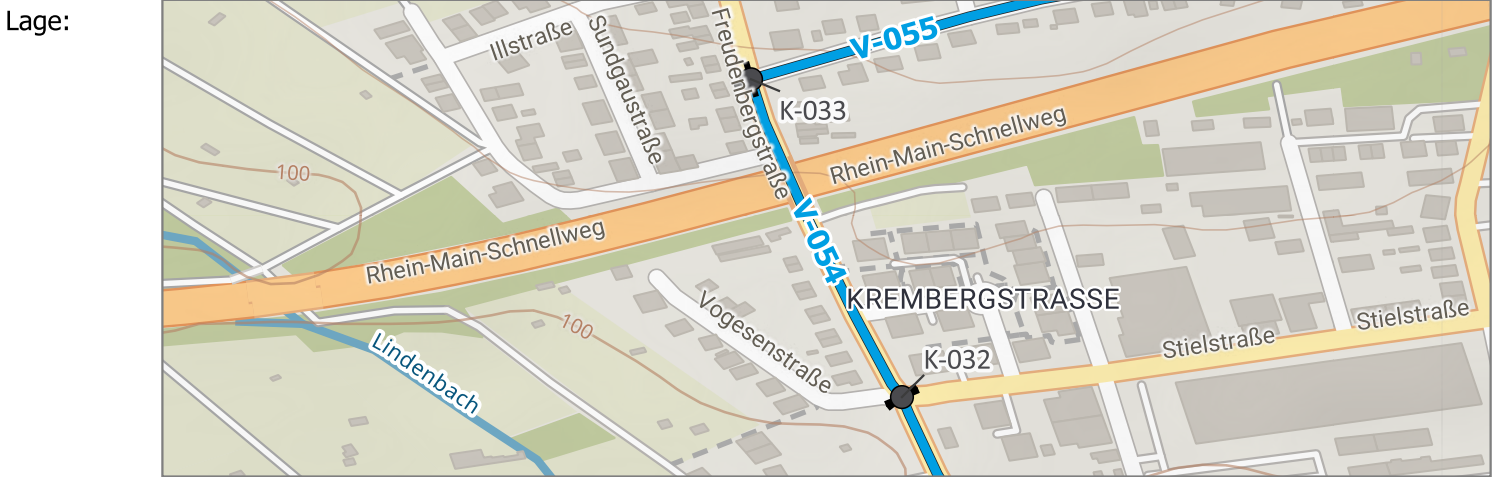 Lage:
Illstraße
Sundgaustraße
Freudenbergstraße
V-055
K-033
Rhein-Main-Schnellweg
100
Rhein-Main-Schnellweg
V-054
KREMBERGSTRASSE
Vogesenstraße
100
Lindenbach
K-032
Stielstraße
Stielstraße